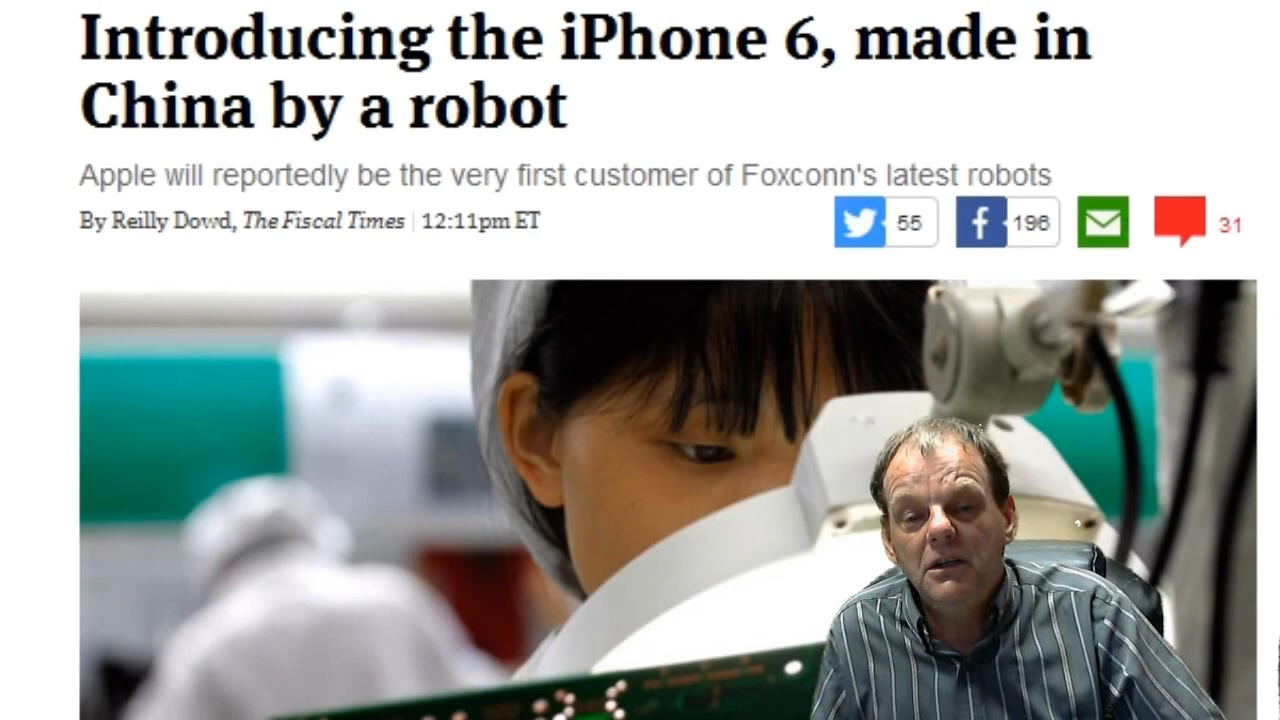 Introducing the iPhone 6, made in
China by a robot
Apple will reportedly be the very first customer of Foxconn's latest robots
By Reilly Dowd, The Fiscal Times | 12:11pm ET
55
196
31